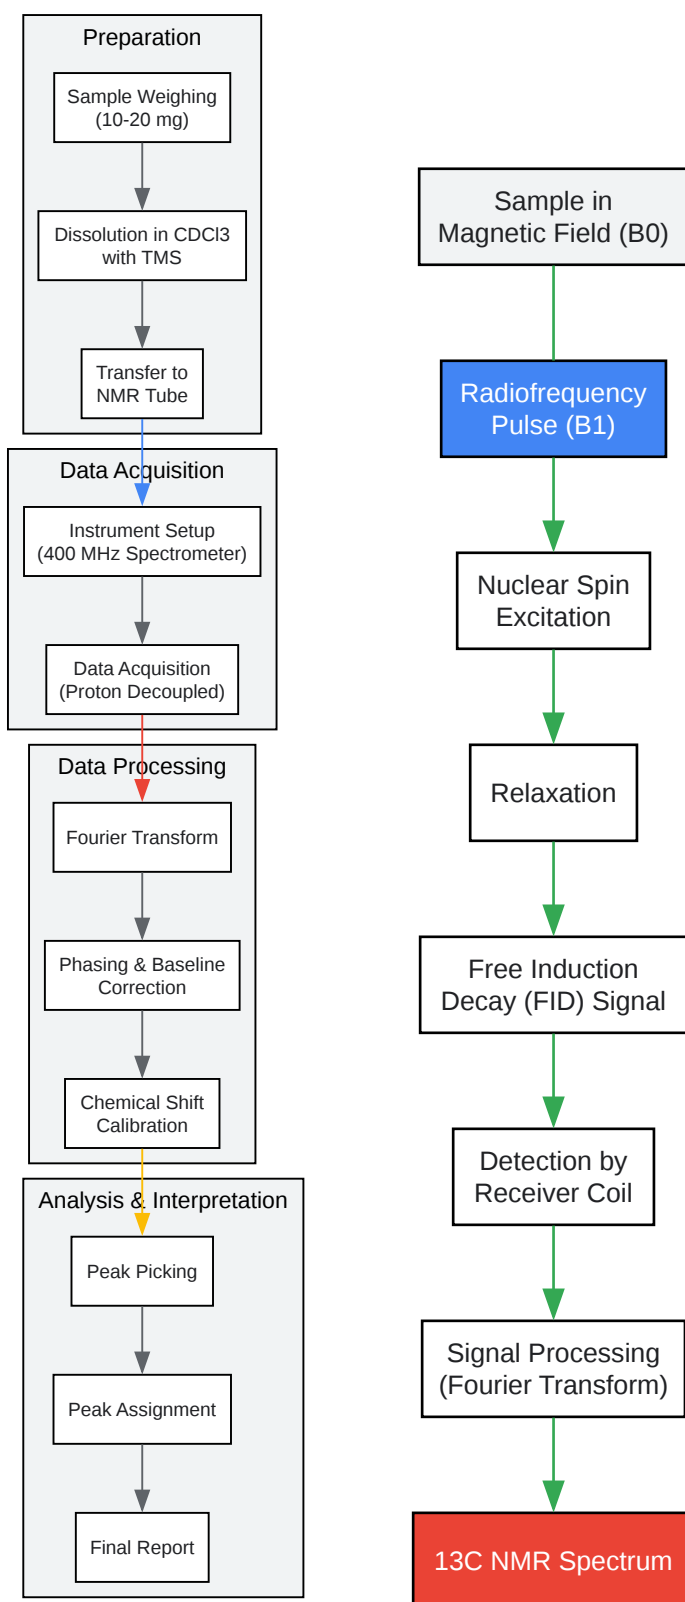 Preparation
Sample Weighing
(10-20 mg)
Dissolution in CDCl3
with TMS
Transfer to
NMR Tube
Data Acquisition
Instrument Setup
(400 MHz Spectrometer)
Data Acquisition
(Proton Decoupled)
Data Processing
Fourier Transform
Phasing & Baseline
Correction
Chemical Shift
Calibration
Analysis & Interpretation
Peak Picking
Peak Assignment
Final Report
Sample in
Magnetic Field (B0)
Radiofrequency
Pulse (B1)
Nuclear Spin
Excitation
Relaxation
Free Induction
Decay (FID) Signal
Detection by
Receiver Coil
Signal Processing
(Fourier Transform)
13C NMR Spectrum